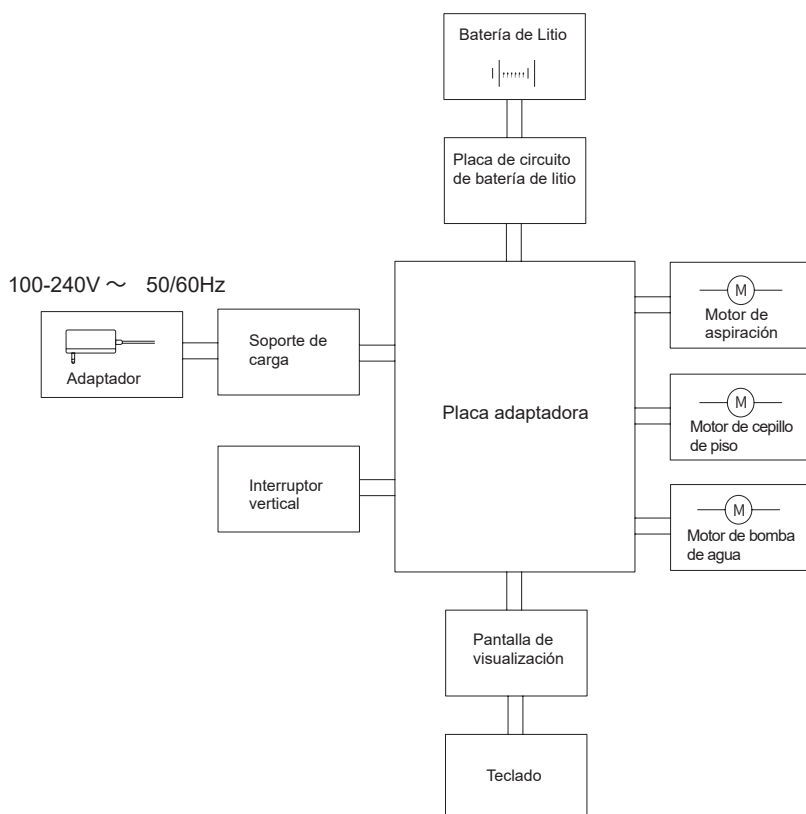 Batería de Litio
Placa de circuito
de batería de litio
100-240V ～ 50/60Hz
Adaptador
Soporte de
carga
Interruptor
vertical
Placa adaptadora
M
Motor de
aspiración
M
Motor de cepillo
de piso
M
Motor de bomba
de agua
Pantalla de
visualización
Teclado